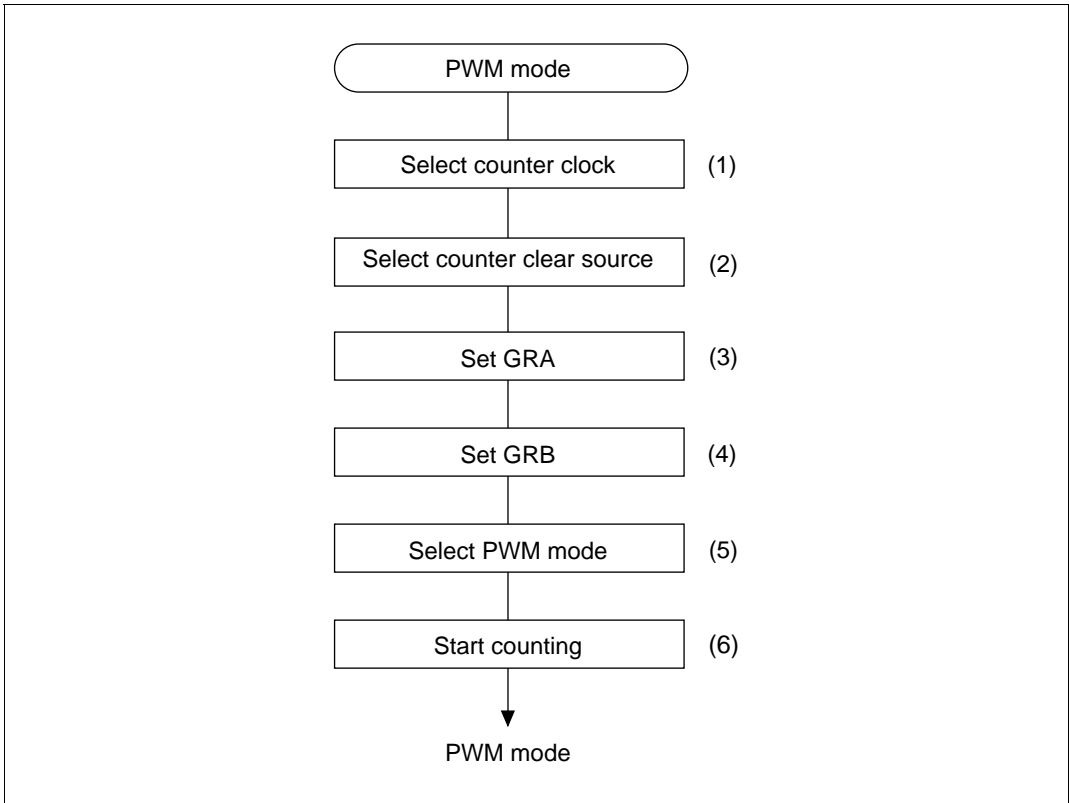 PWM mode
Select counter clock (1)
Select counter clear source (2)
Set GRA (3)
Set GRB (4)
Select PWM mode (5)
Start counting (6)
PWM mode